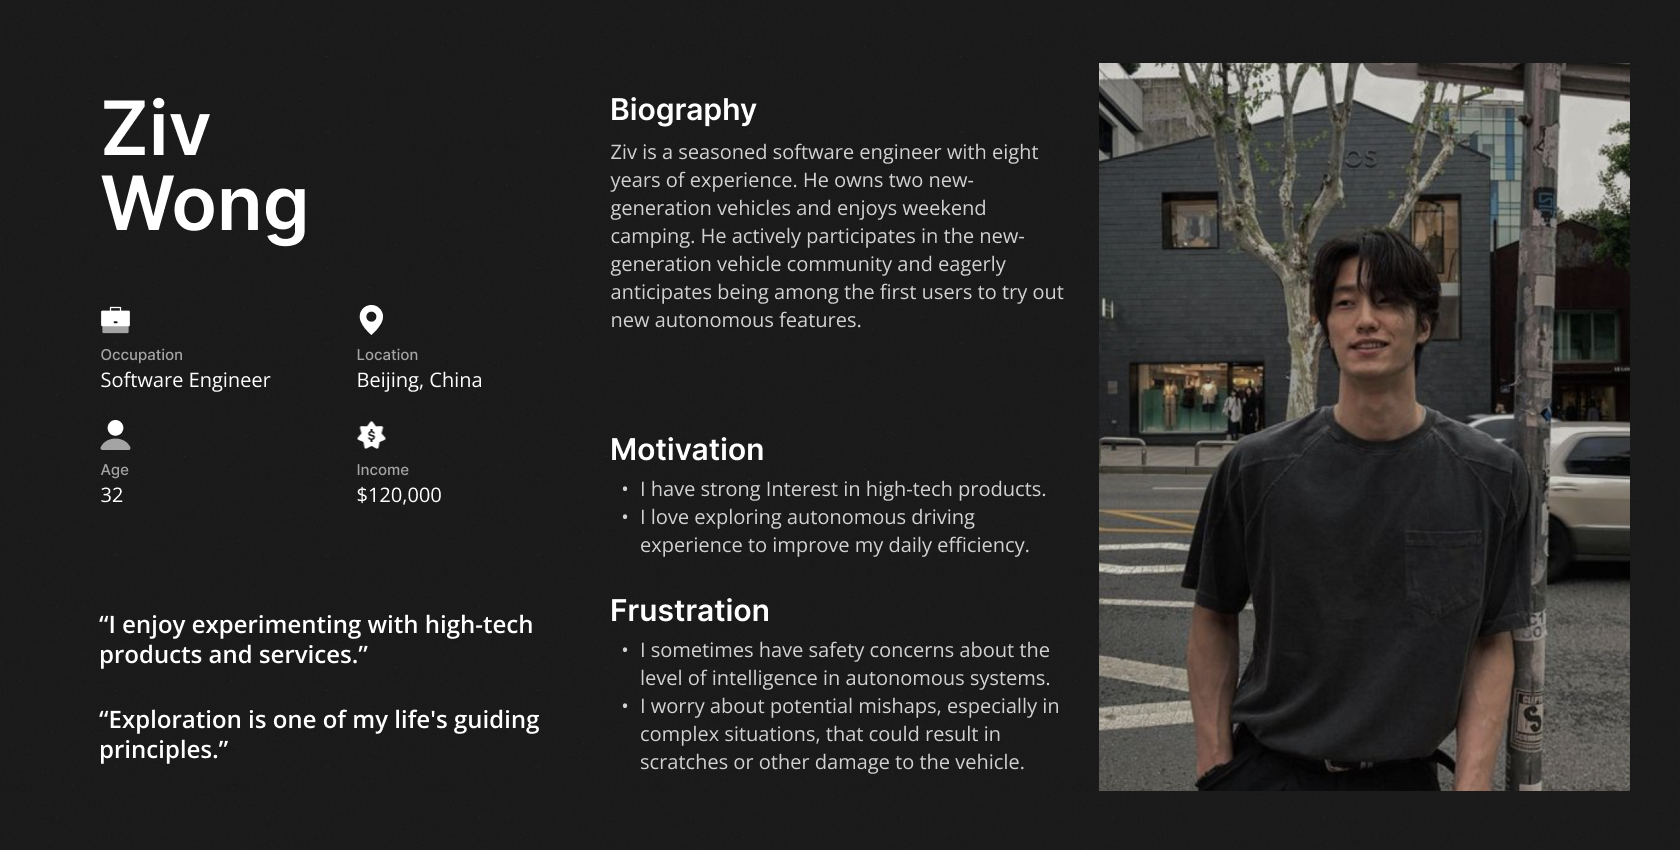 Ziv
Wong
Occupation
Software Engineer
Location
Beijing, China
Age
32
Income
$120,000
“I enjoy experimenting with high-tech
products and services.”
“Exploration is one of my life's guiding
principles.”
Biography
Ziv is a seasoned software engineer with eight
years of experience. He owns two new-
generation vehicles and enjoys weekend
camping. He actively participates in the new-
generation vehicle community and eagerly
anticipates being among the first users to try out
new autonomous features.
Motivation
• I have strong Interest in high-tech products.
• I love exploring autonomous driving
experience to improve my daily efficiency.
Frustration
• I sometimes have safety concerns about the
level of intelligence in autonomous systems.
• I worry about potential mishaps, especially in
complex situations, that could result in
scratches or other damage to the vehicle.